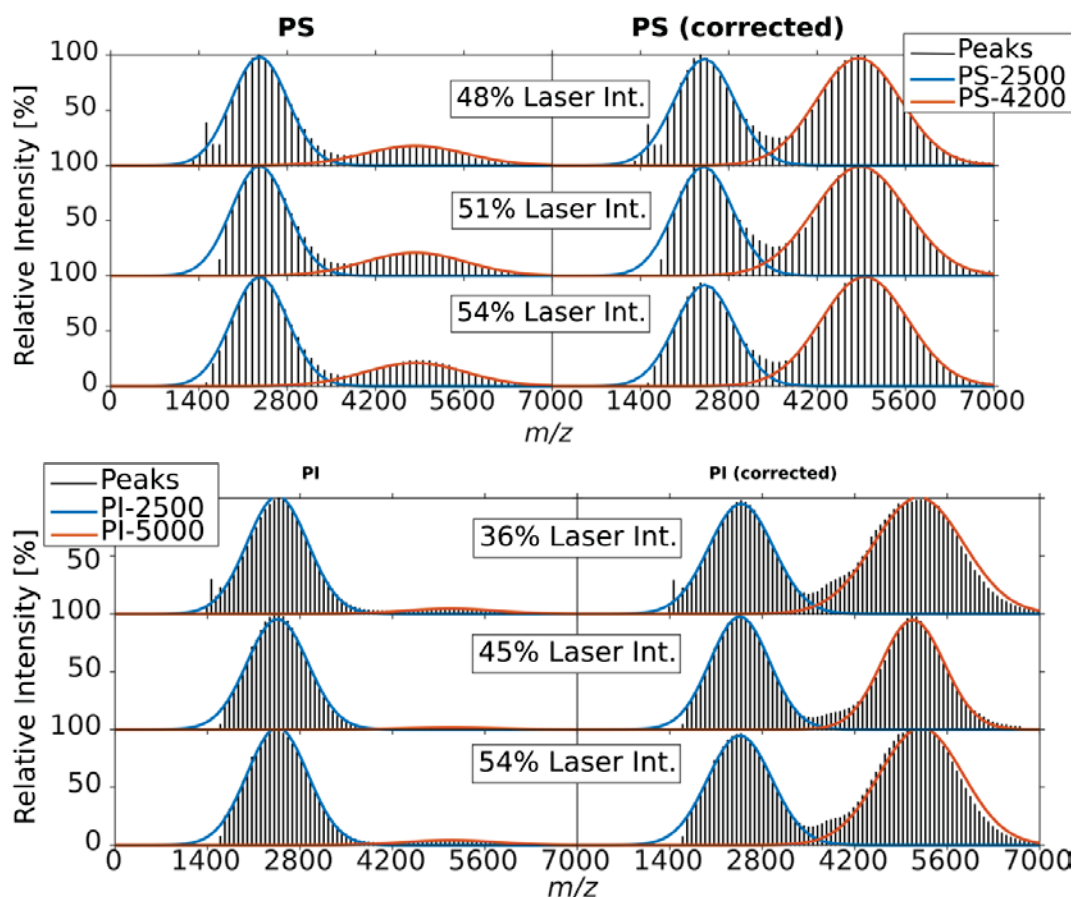 PS PS (corrected)
Peaks
PS-2500
PS-4200
Relative Intensity [%]
100
50
100
50
100
50
0
48% Laser Int.
51% Laser Int.
54% Laser Int.
0 1400 2800 4200 5600 7000 1400 2800 4200 5600 7000
m/z
PI PI (corrected)
Peaks
PI-2500
PI-5000
Relative Intensity [%]
50
100
50
100
50
0
36% Laser Int.
45% Laser Int.
54% Laser Int.
0 1400 2800 4200 5600 7000 1400 2800 4200 5600 7000
m/z